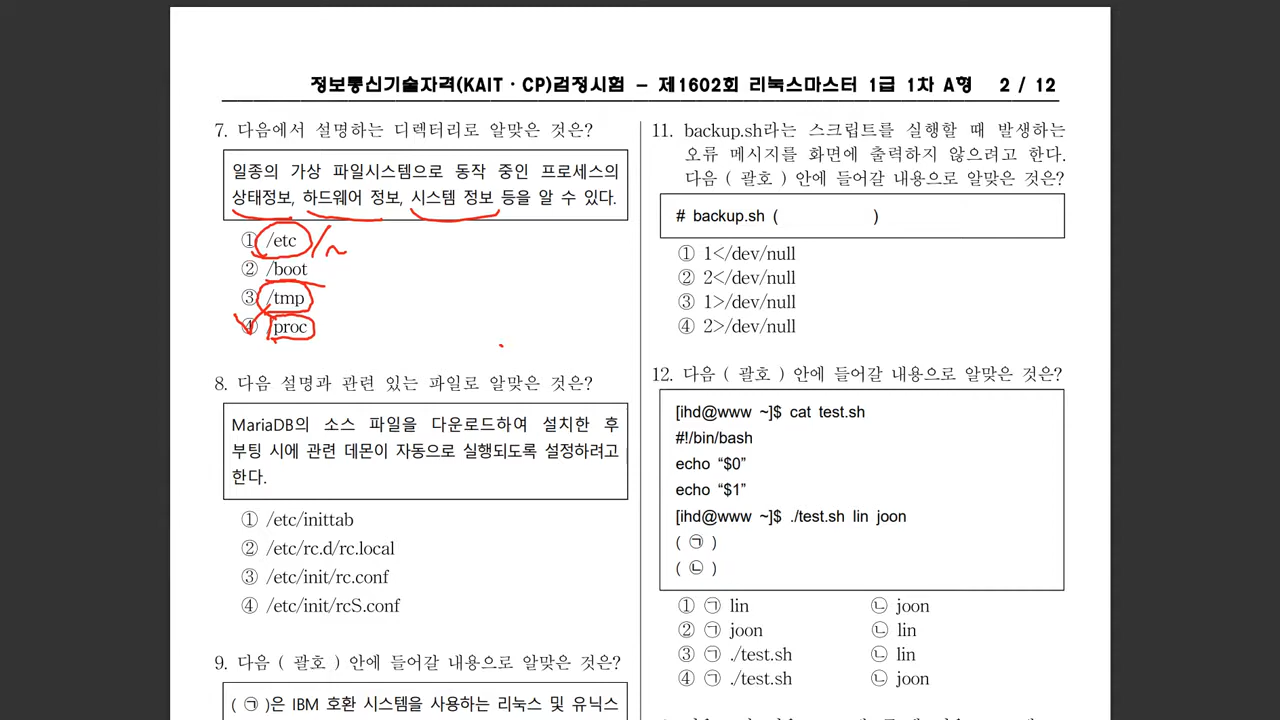 정보통신기술자격(KAIT · CP)검정시험 – 제1602회 리눅스마스터 1급 1차 A형 2 / 12
7. 다음에서 설명하는 디렉터리로 알맞은 것은?
일종의 가상 파일시스템으로 동작 중인 프로세스의
상태정보, 하드웨어 정보, 시스템 정보 등을 알 수 있다.
① /etc
② /boot
③ /tmp
④ /proc
8. 다음 설명과 관련 있는 파일로 알맞은 것은?
MariaDB의 소스 파일을 다운로드하여 설치한 후
부팅 시에 관련 데몬이 자동으로 실행되도록 설정하려고
한다.
① /etc/inittab
② /etc/rc.d/rc.local
③ /etc/init/rc.conf
④ /etc/init/rcS.conf
9. 다음 ( 괄호 ) 안에 들어갈 내용으로 알맞은 것은?
( ㉠ )은 IBM 호환 시스템을 사용하는 리눅스 및 유닉스
11. backup.sh라는 스크립트를 실행할 때 발생하는
오류 메시지를 화면에 출력하지 않으려고 한다.
다음 ( 괄호 ) 안에 들어갈 내용으로 알맞은 것은?
# backup.sh ( )
① 1</dev/null
② 2</dev/null
③ 1>/dev/null
④ 2>/dev/null
12. 다음 ( 괄호 ) 안에 들어갈 내용으로 알맞은 것은?
[ihd@www ~]$ cat test.sh
#!/bin/bash
echo “$0”
echo “$1”
[ihd@www ~]$ ./test.sh lin joon
( ㉠ )
( ㉡ )
① ㉠ lin ㉡ joon
② ㉠ joon ㉡ lin
③ ㉠ ./test.sh ㉡ lin
④ ㉠ ./test.sh ㉡ joon